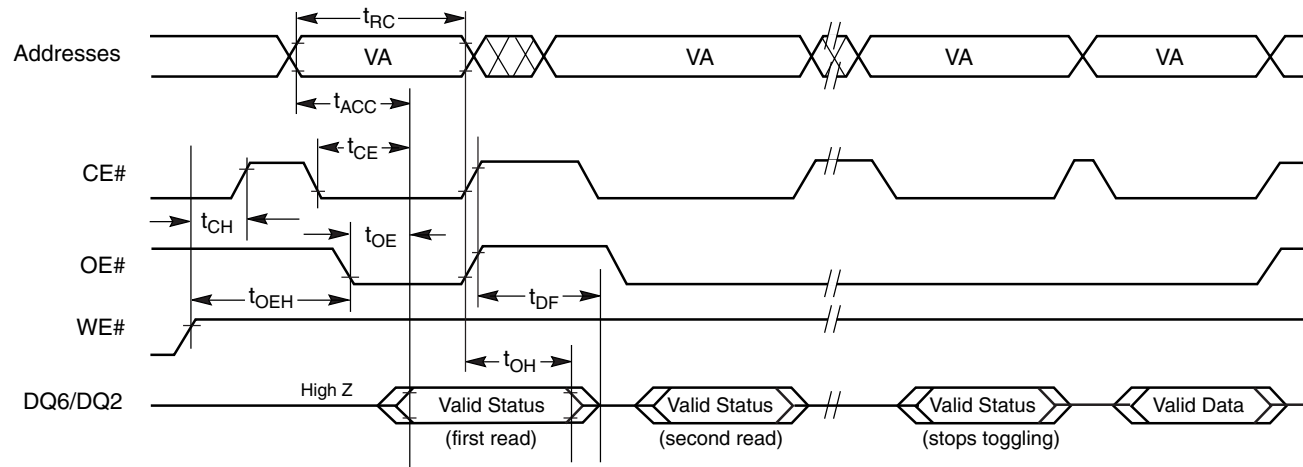 tRC
Addresses VA VA VA VA
tACC
tCE
CE#
tCH
tOE
OE#
tOEH tDF
WE#
tOH
High Z
DQ6/DQ2 Valid Status Valid Status Valid Status Valid Data
(first read) (second read) (stops toggling)